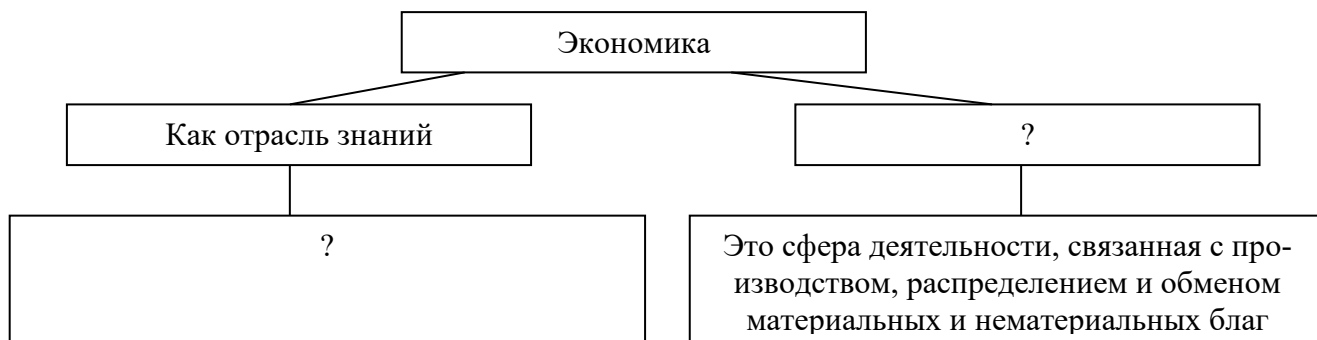 Экономика
Как отрасль знаний
?
?
Это сфера деятельности, связанная с про-
изводством, распределением и обменом
материальных и нематериальных благ